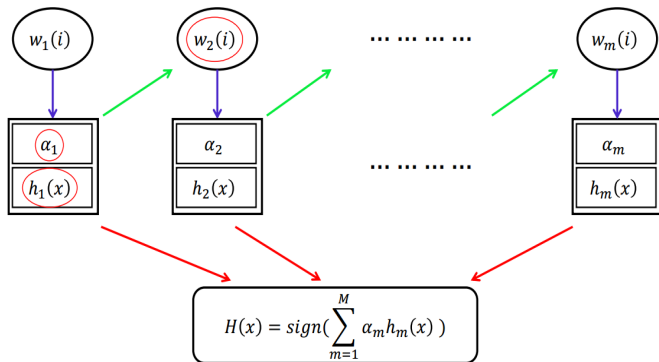 w₁(i) w₂(i) ⋯⋯⋯⋯ wₘ(i)
α₁ α₂ αₘ
⋯⋯⋯⋯
h₁(x) h₂(x) hₘ(x)
H(x) = sign(∑_{m=1}^{M} αₘhₘ(x))